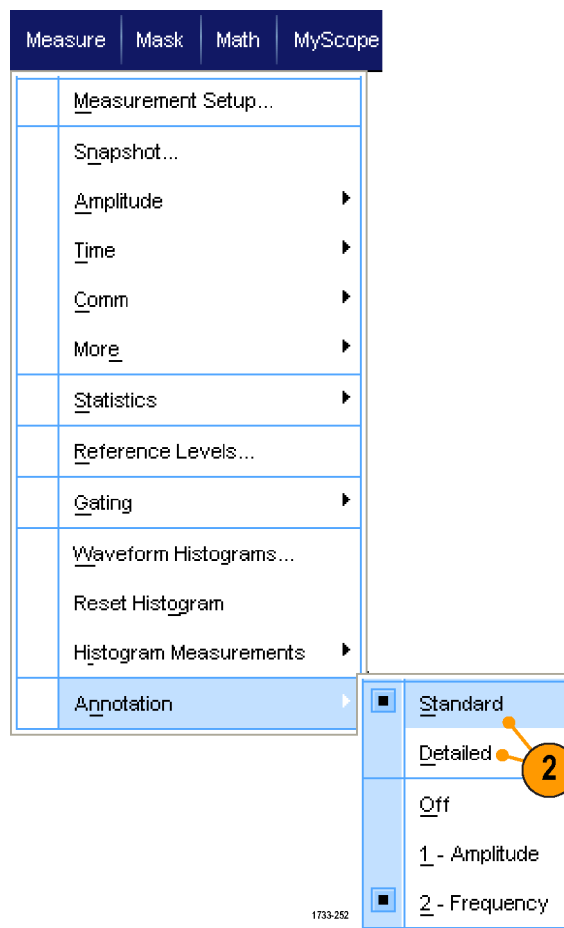 Measure Mask Math MyScope
Measurement Setup...
Snapshot...
Amplitude
Time
Comm
More
Statistics
Reference Levels...
Gating
Waveform Histograms...
Reset Histogram
Histogram Measurements
Annotation
Standard
Detailed
2
Off
1 - Amplitude
2 - Frequency
1733-252